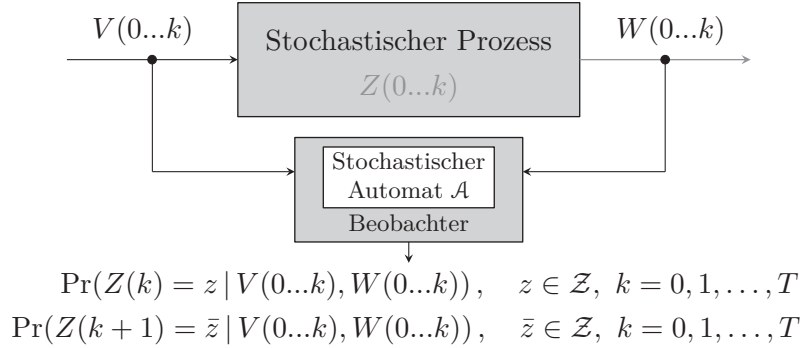 V(0...k)
Stochastischer Prozess
W(0...k)
Z(0...k)
Stochastischer
Automat 𝒜
Beobachter
Pr(Z(k) = z | V(0...k), W(0...k)) , z ∈ 𝒵, k = 0, 1, . . . , T
Pr(Z(k + 1) = z̄ | V(0...k), W(0...k)) , z̄ ∈ 𝒵, k = 0, 1, . . . , T